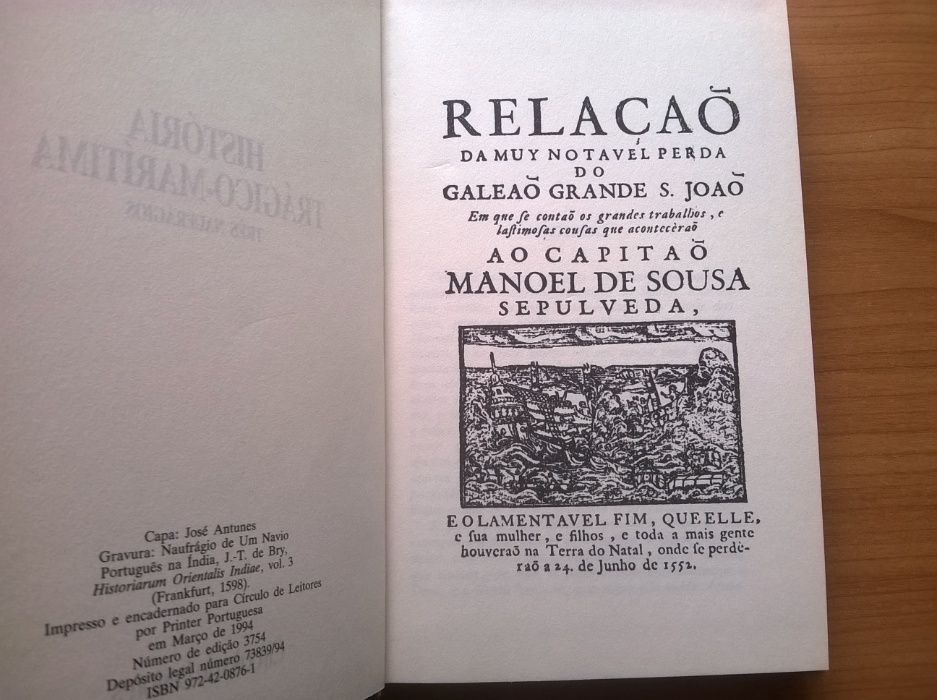 HISTÓRIA
TRÁGICO-MARÍTIMA
TRÊS NAUFRÁGIOS
Capa: José Antunes
Gravura: Naufrágio de Um Navio
Português na Índia, J.-T. de Bry,
Historiarum Orientalis Indiae, vol. 3
(Frankfurt, 1598).
Impresso e encadernado para Círculo de Leitores
por Printer Portuguesa
em Março de 1994
Número de edição 3754
Depósito legal número 73839/94
ISBN 972-42-0876-1
RELAÇAÕ
DA MUY NOTAVEL PERDA
DO
GALEAÕ GRANDE S. JOAÕ
Em que ſe contaõ os grandes trabalhos, e
laſtimoſas couſas que acontecèraõ
AO CAPITAÕ
MANOEL DE SOUSA
SEPULVEDA,
E O LAMENTAVEL FIM, QUE ELLE,
e ſua mulher, e filhos, e toda a mais gente
houveraõ na Terra do Natal, onde ſe perdè-
raõ a 24. de Junho de 1552.